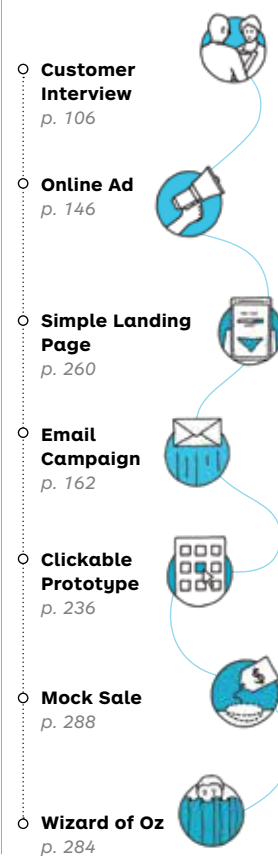 Customer
Interview
p. 106
Online Ad
p. 146
Simple Landing
Page
p. 260
Email
Campaign
p. 162
Clickable
Prototype
p. 236
Mock Sale
p. 288
Wizard of Oz
p. 284
$